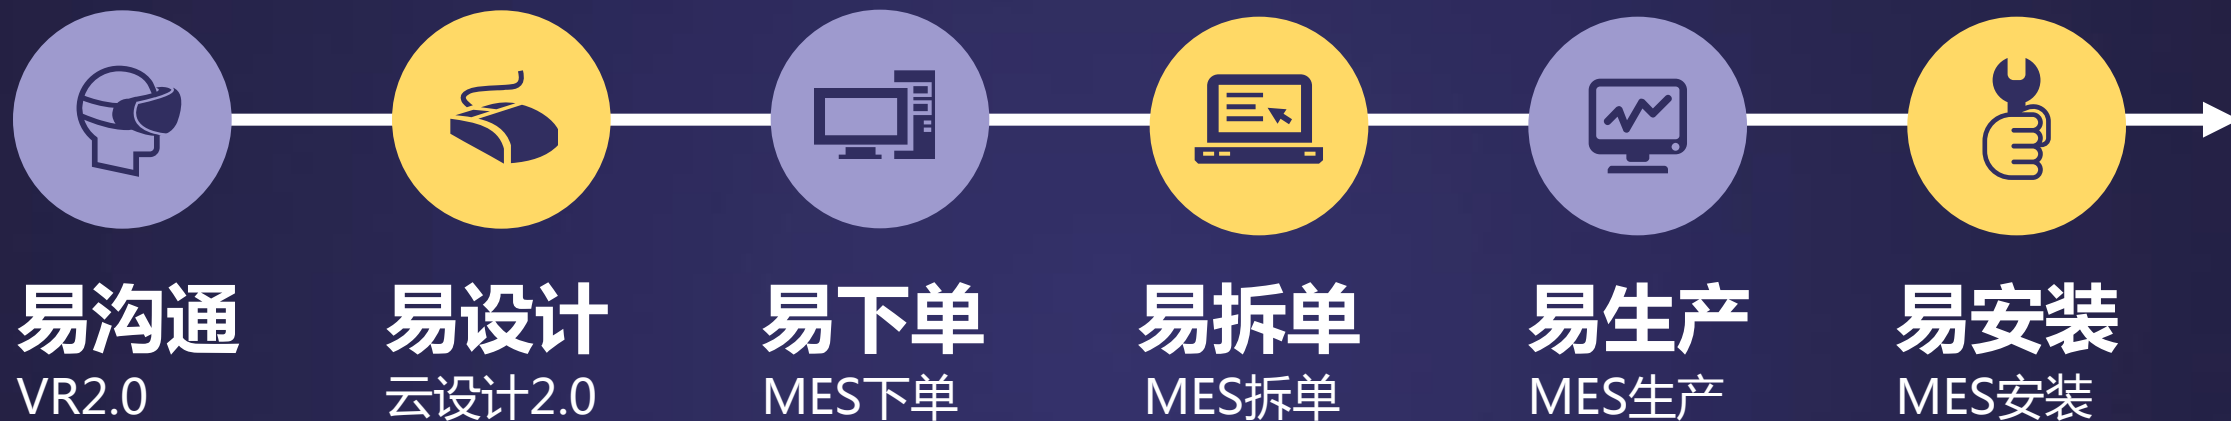 易沟通
VR2.0
易设计
云设计2.0
易下单
MES下单
易拆单
MES拆单
易生产
MES生产
易安装
MES安装